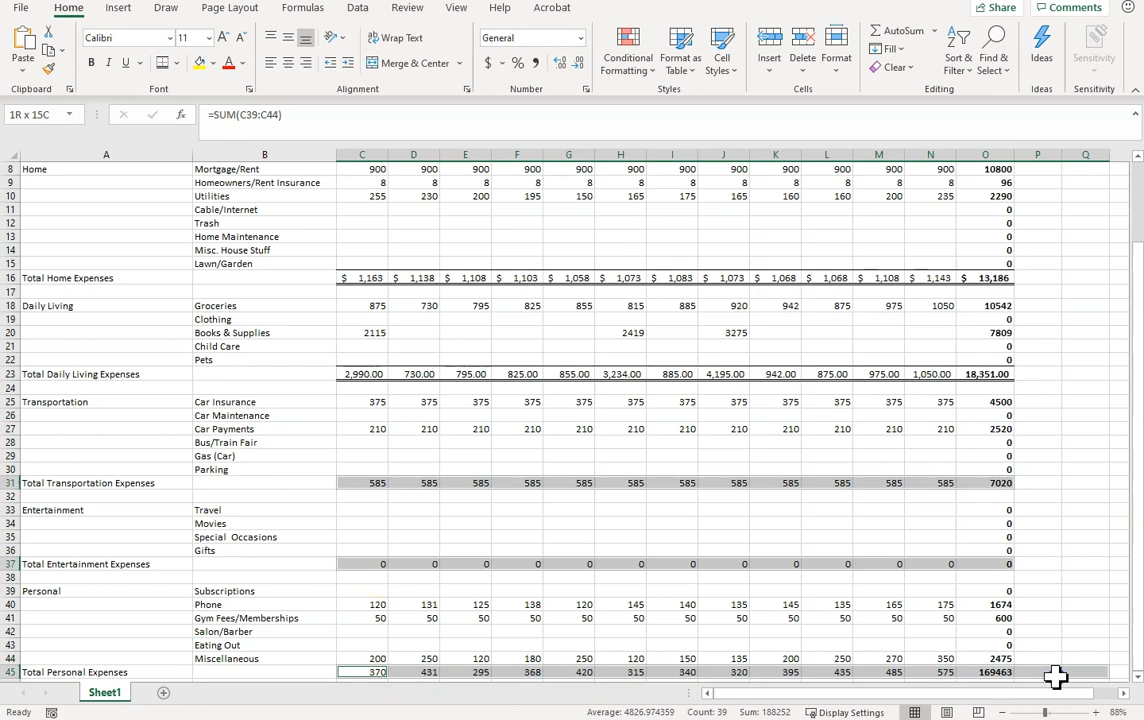 File Home Insert Draw Page Layout Formulas Data Review View Help Acrobat Share Comments
Calibri 11 A A Wrap Text General AutoSum
Paste B I U A Merge & Center $ % , Conditional Formatting Format as Table Cell Styles Insert Delete Format Fill Clear Sort & Filter Find & Select Ideas Sensitivity
Clipboard Font Alignment Number Styles Cells Editing Ideas Sensitivity
1R x 15C fx =SUM(C39:C44)
A B C D E F G H I J K L M N O P Q
8 Home Mortgage/Rent 900 900 900 900 900 900 900 900 900 900 900 900 10800
9 Homeowners/Rent Insurance 8 8 8 8 8 8 8 8 8 8 8 8 96
10 Utilities 255 230 200 195 150 165 175 165 160 160 200 235 2290
11 Cable/Internet 0
12 Trash 0
13 Home Maintenance 0
14 Misc. House Stuff 0
15 Lawn/Garden 0
16 Total Home Expenses $ 1,163 $ 1,138 $ 1,108 $ 1,103 $ 1,058 $ 1,073 $ 1,083 $ 1,073 $ 1,068 $ 1,068 $ 1,108 $ 1,143 $ 13,186
17
18 Daily Living Groceries 875 730 795 825 855 815 885 920 942 875 975 1050 10542
19 Clothing 0
20 Books & Supplies 2115 2419 3275 7809
21 Child Care 0
22 Pets 0
23 Total Daily Living Expenses 2,990.00 730.00 795.00 825.00 855.00 3,234.00 885.00 4,195.00 942.00 875.00 975.00 1,050.00 18,351.00
24
25 Transportation Car Insurance 375 375 375 375 375 375 375 375 375 375 375 375 4500
26 Car Maintenance 0
27 Car Payments 210 210 210 210 210 210 210 210 210 210 210 210 2520
28 Bus/Train Fair 0
29 Gas (Car) 0
30 Parking 0
31 Total Transportation Expenses 585 585 585 585 585 585 585 585 585 585 585 585 7020
32
33 Entertainment Travel 0
34 Movies 0
35 Special Occasions 0
36 Gifts 0
37 Total Entertainment Expenses 0 0 0 0 0 0 0 0 0 0 0 0 0
38
39 Personal Subscriptions 0
40 Phone 120 131 125 138 120 145 140 135 145 135 165 175 1674
41 Gym Fees/Memberships 50 50 50 50 50 50 50 50 50 50 50 50 600
42 Salon/Barber 0
43 Eating Out 0
44 Miscellaneous 200 250 120 180 250 120 150 135 200 250 270 350 2475
45 Total Personal Expenses 370 431 295 368 420 315 340 320 395 435 485 575 169463
Sheet1
Ready Average: 4826.974359 Count: 39 Sum: 188252 Display Settings 88%